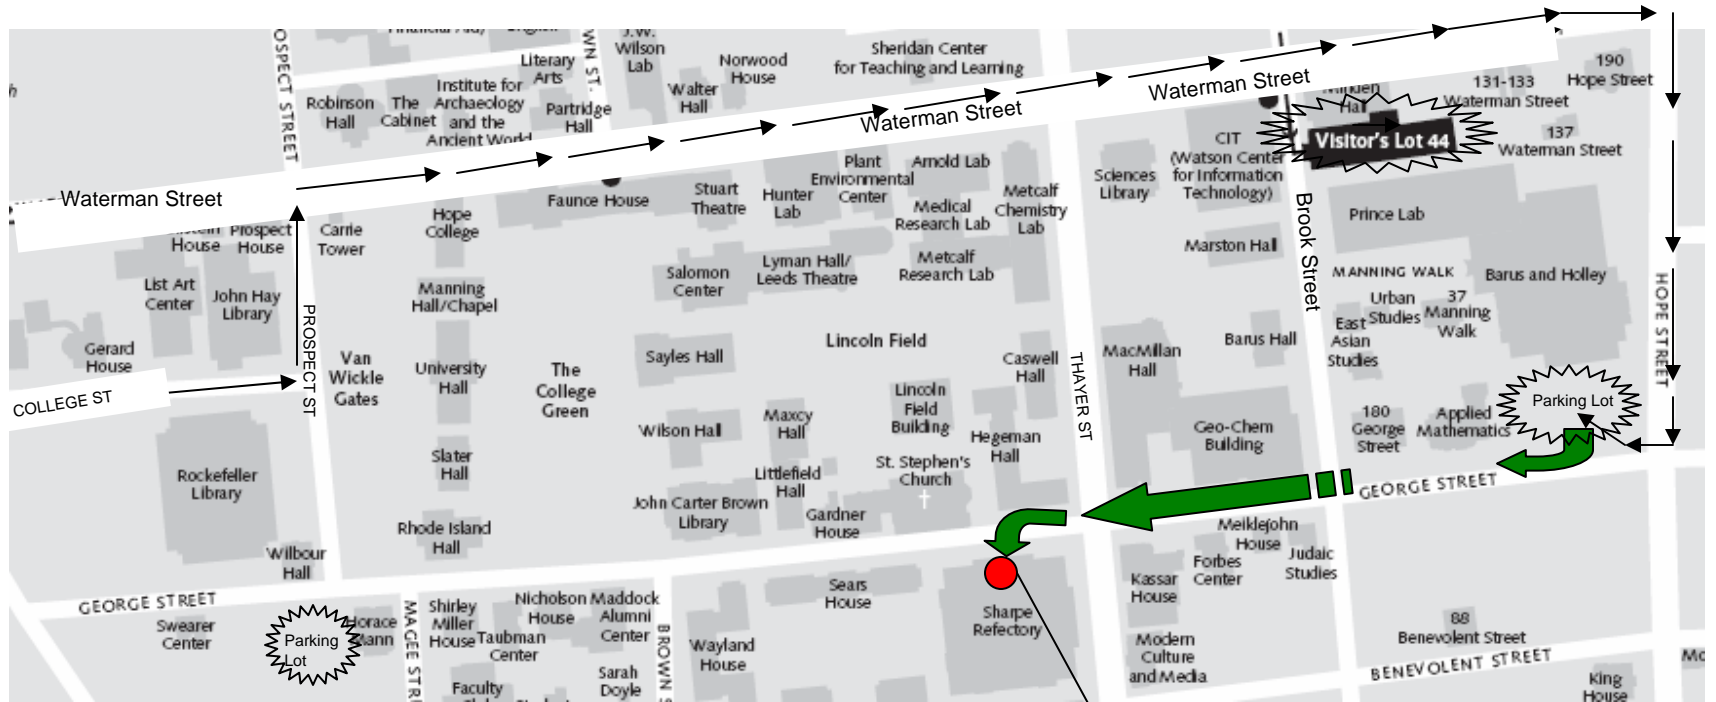 OSPECT STREET
WN ST.
J.W.
Wilson
Lab
Norwood
House
Sheridan Center
for Teaching and Learning
190
Hope Street
131-133
Waterman Street
Literary
Arts
Institute for
Archaeology
and the
Ancient World
Robinson
Hall
The
Cabinet
Partridge
Hall
Walter
Hall
Waterman Street
Waterman Street
Waterman Street
Minden
Hall
Visitor's Lot 44
137
Waterman Street
CIT
(Watson Center
for Information
Technology)
Sciences
Library
Plant
Environmental
Center
Arnold Lab
Stuart
Theatre
Hunter
Lab
Faunce House
Metcalf
Chemistry
Lab
Medical
Research Lab
Prince Lab
Brook Street
House
Prospect
House
Carrie
Tower
Hope
College
Marston Hall
Metcalf
Research Lab
Lyman Hall/
Leeds Theatre
Salomon
Center
MANNING WALK
Barus and Holley
HOPE STREET
List Art
Center
John Hay
Library
Manning
Hall/Chapel
PROSPECT ST
Urban
Studies
37
Manning
Walk
East
Asian
Studies
Barus Hall
MacMillan
Hall
Lincoln Field
Gerard
House
Van
Wickle
Gates
University
Hall
The
College
Green
Sayles Hall
Caswell
Hall
THAYER ST
COLLEGE ST
Lincoln
Field
Building
Parking Lot
Maxcy
Hall
Wilson Hall
Hegeman
Hall
Geo-Chem
Building
180
George
Street
Applied
Mathematics
Rockefeller
Library
Slater
Hall
Littlefield
Hall
St. Stephen's
Church
GEORGE STREET
John Carter Brown
Library
Gardner
House
Rhode Island
Hall
Wilbour
Hall
Meiklejohn
House
Forbes
Center
Judaic
Studies
Kassar
House
GEORGE STREET
Sears
House
Sharpe
Refectory
Swearer
Center
Parking
Lot
Horace
Mann
MAGEE STRE
Shirley
Miller
House
Nicholson
House
Maddock
Alumni
Center
Taubman
Center
BROWN S
Wayland
House
88
Benevolent Street
BENEVOLENT STREET
Modern
Culture
and Media
Faculty
Sarah
Doyle
King
House
Mc